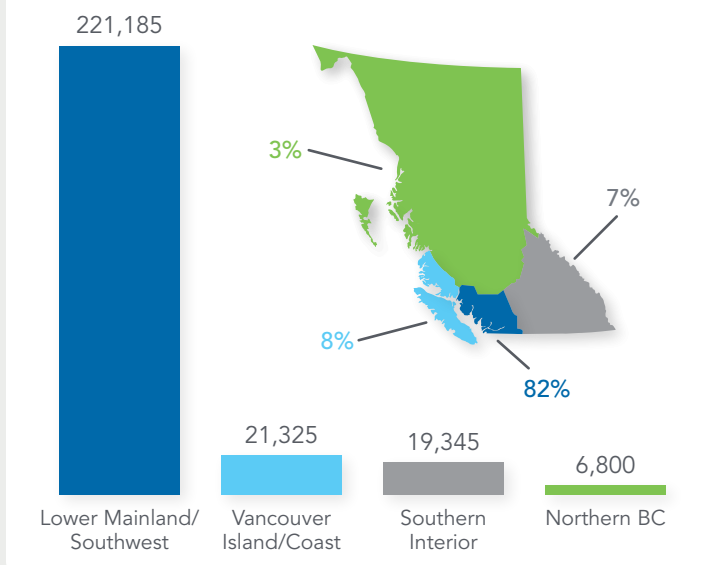 221,185
3%
7%
8%
82%
21,325
19,345
6,800
Lower Mainland/
Southwest
Vancouver
Island/Coast
Southern
Interior
Northern BC